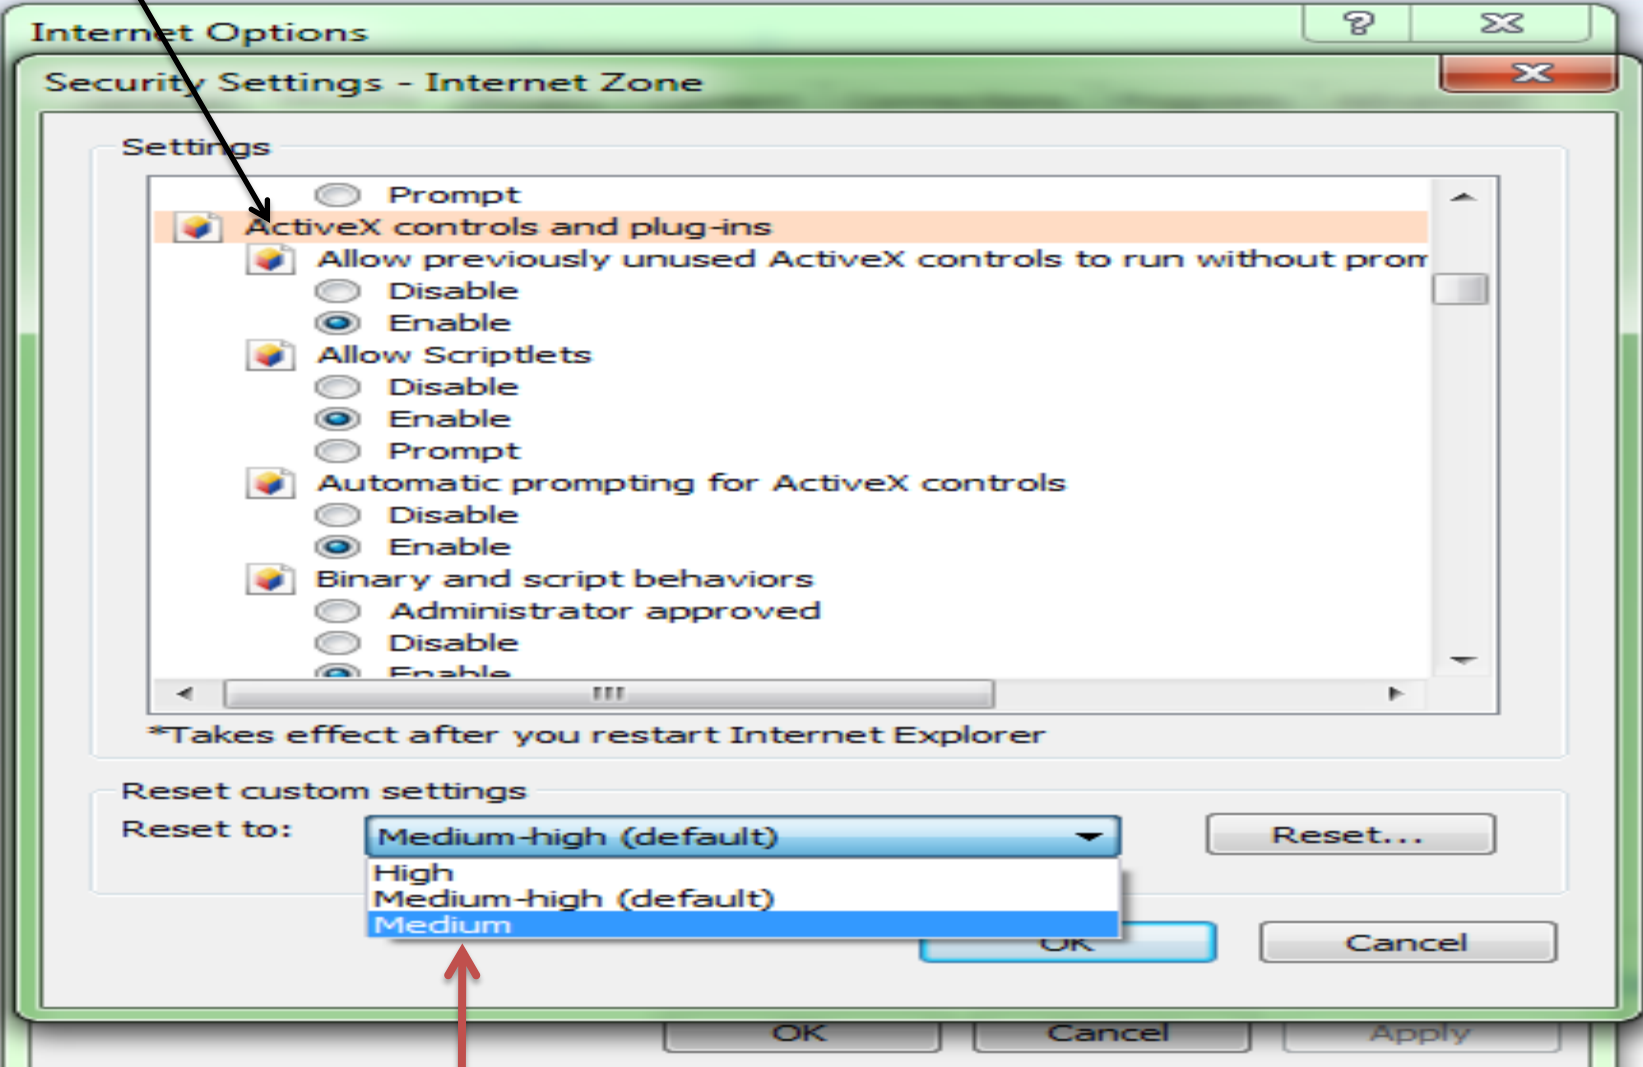 Internet Options
Security Settings - Internet Zone
Settings
Prompt
ActiveX controls and plug-ins
Allow previously unused ActiveX controls to run without prom
Disable
Enable
Allow Scriptlets
Disable
Enable
Prompt
Automatic prompting for ActiveX controls
Disable
Enable
Binary and script behaviors
Administrator approved
Disable
Enable
*Takes effect after you restart Internet Explorer
Reset custom settings
Reset to:
Medium-high (default)
Reset...
High
Medium-high (default)
Medium
OK
Cancel
OK
Cancel
Apply